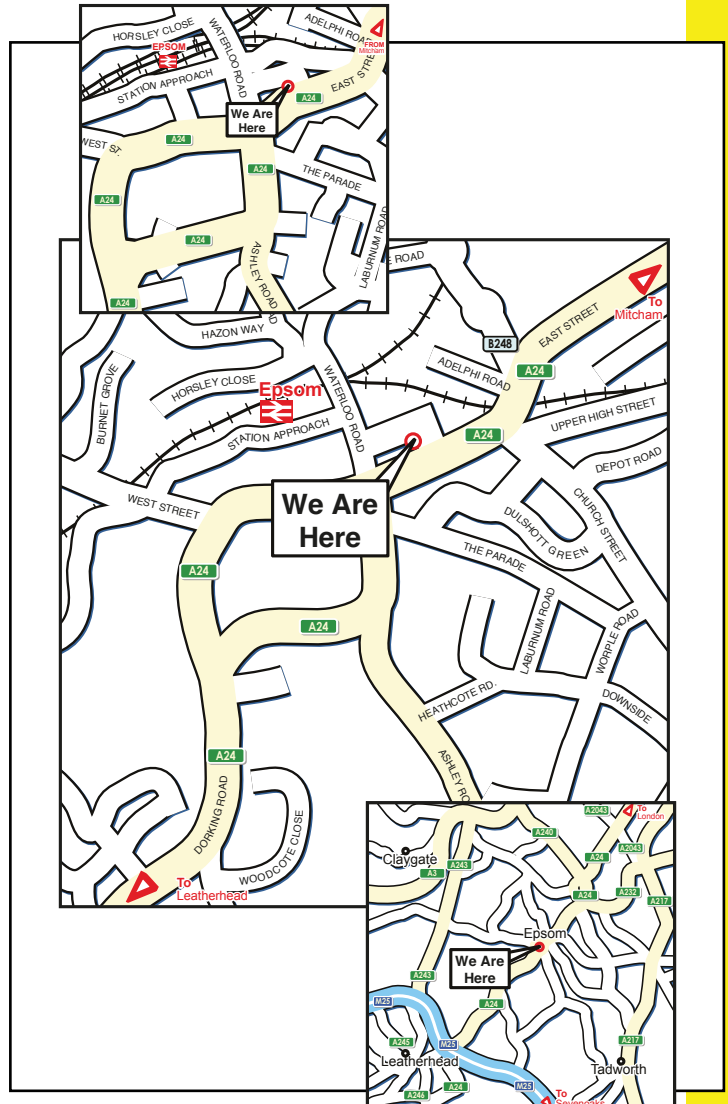 HORSLEY CLOSE
WATERLOO ROAD
ADELPHI ROAD
FROM
Mitcham
EPSOM
STATION APPROACH
EAST STREE
A24
We Are
Here
A24
WEST ST.
A24
THE PARADE
A24
LABURNUM ROAD
A24
ASHLEY ROAD
A24
E ROAD
To
Mitcham
EAST STREET
B248
HAZON WAY
ADELPHI ROAD
A24
BURNET GROVE
HORSLEY CLOSE
Epsom
WATERLOO ROAD
STATION APPROACH
UPPER HIGH STREET
A24
DEPOT ROAD
WEST STREET
We Are
Here
CHURCH STREET
DULSHOTT GREEN
THE PARADE
A24
LABURNUM ROAD
WORPLE ROAD
A24
HEATHCOTE RD.
DOWNSIDE
A24
ASHLEY RO
DORKING ROAD
WOODCOTE CLOSE
To
Leatherhead
A2043
To
London
A240
Claygate
A243
A24
A2043
A3
A24
A232
A217
Epsom
We Are
Here
A243
M25
A24
A245
M25
A217
Leatherhead
Tadworth
A24
M25
A246
To
Sevenoaks